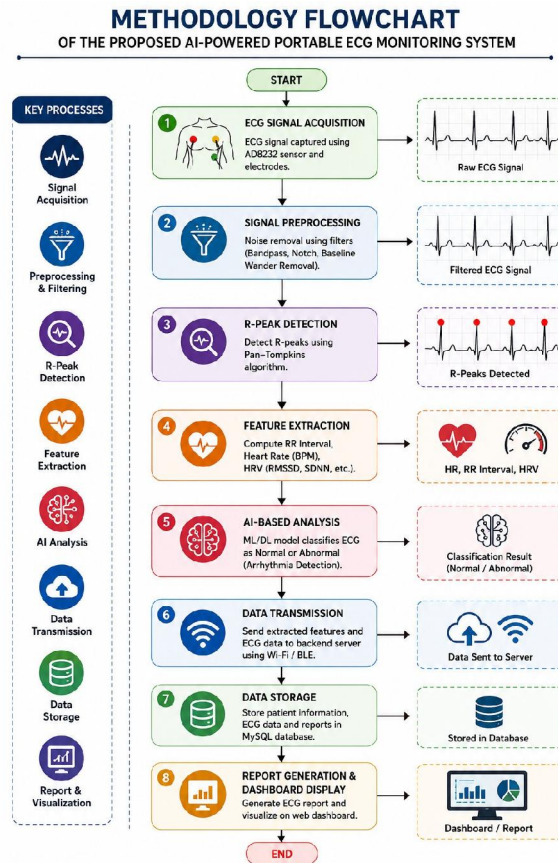 METHODOLOGY FLOWCHART
OF THE PROPOSED AI-POWERED PORTABLE ECG MONITORING SYSTEM
KEY PROCESSES
Signal
Acquisition
Preprocessing
& Filtering
R-Peak
Detection
Feature
Extraction
AI Analysis
Data
Transmission
Data
Storage
Report &
Visualization
START
1
ECG SIGNAL ACQUISITION
ECG signal captured using
AD8232 sensor and
electrodes.
Raw ECG Signal
2
SIGNAL PREPROCESSING
Noise removal using filters
(Bandpass, Notch, Baseline
Wander Removal).
Filtered ECG Signal
3
R-PEAK DETECTION
Detect R-peaks using
Pan–Tompkins
algorithm.
R-Peaks Detected
4
FEATURE EXTRACTION
Compute RR Interval,
Heart Rate (BPM),
HRV (RMSSD, SDNN, etc.).
HR, RR Interval, HRV
5
AI-BASED ANALYSIS
ML/DL model classifies ECG
as Normal or Abnormal
(Arrhythmia Detection).
Classification Result
(Normal / Abnormal)
6
DATA TRANSMISSION
Send extracted features and
ECG data to backend server
using Wi-Fi / BLE.
Data Sent to Server
7
DATA STORAGE
Store patient information,
ECG data and reports in
MySQL database.
Stored in Database
8
REPORT GENERATION &
DASHBOARD DISPLAY
Generate ECG report and
visualize on web dashboard.
Dashboard / Report
END